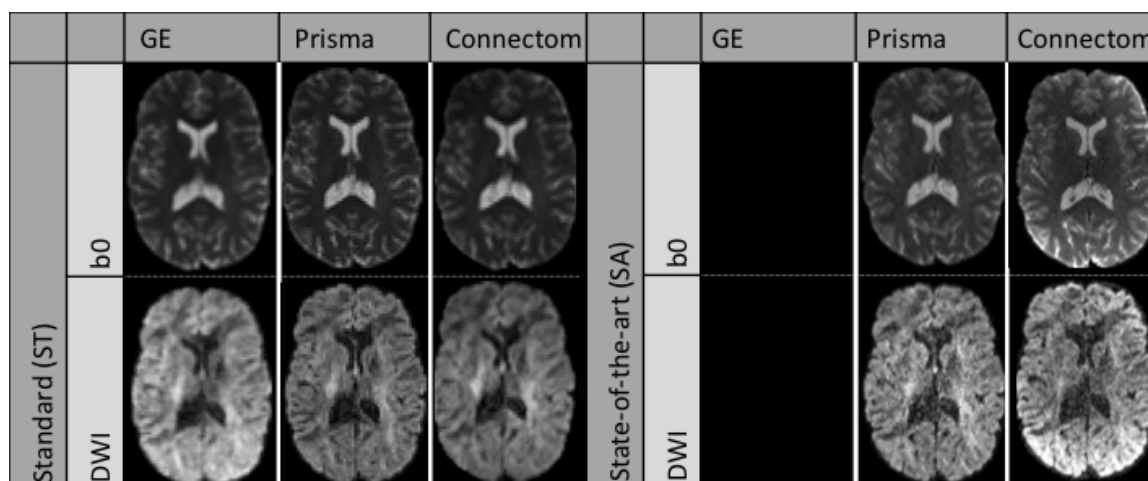 GE
Prisma
Connectom
GE
Prisma
Connectom
Standard (ST)
b0
DWI
State-of-the-art (SA)
b0
DWI